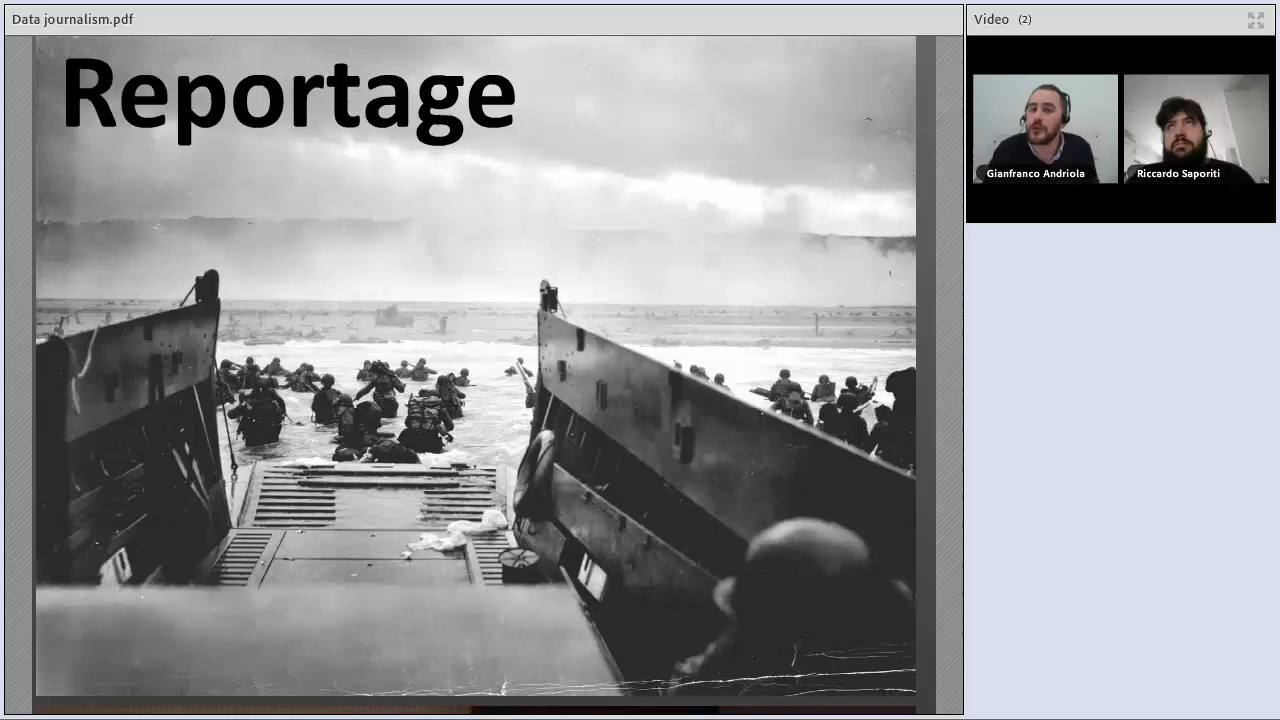 Data journalism.pdf
Reportage
Video (2)
Gianfranco Andriola
Riccardo Saporiti